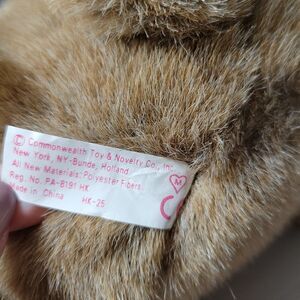 © Commonwealth Toy & Novelty Co., Inc.
New York, NY-Bunde, Holland
All New Materials: Polyester Fibers.
Reg. No. PA-8191 HK
Made in China HK-25
M